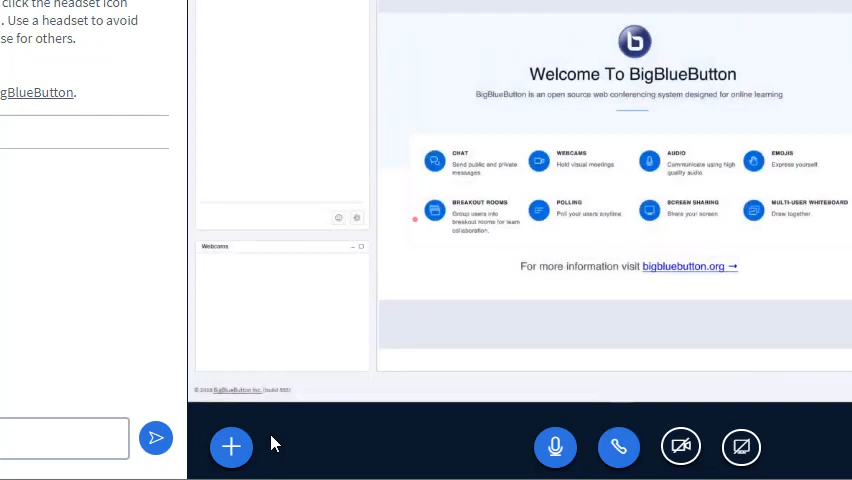 click the headset icon
. Use a headset to avoid
se for others.
gBlueButton.
Welcome To BigBlueButton
BigBlueButton is an open source web conferencing system designed for online learning
CHAT
Send public and private
messages.
WEBCAMS
Hold visual meetings
AUDIO
Communicate using high
quality audio.
EMOJIS
Express yourself
BREAKOUT ROOMS
Group users into
breakout rooms for team
collaboration.
POLLING
Poll your users anytime
SCREEN SHARING
Share your screen
MULTI-USER WHITEBOARD
Draw together.
For more information visit bigbluebutton.org →
Webcams
BigBlueButton Inc.